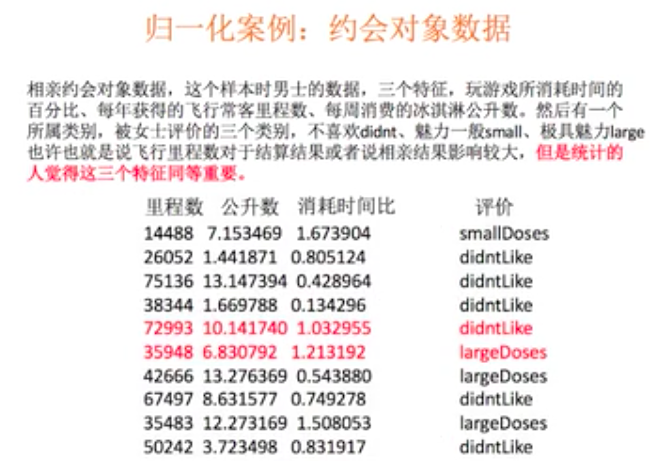 归一化案例：约会对象数据
相亲约会对象数据，这个样本时男士的数据，三个特征，玩游戏所消耗时间的
百分比、每年获得的飞行常客里程数、每周消费的冰淇淋公升数。然后有一个
所属类别，被女士评价的三个类别，不喜欢didnt、魅力一般small、极具魅力large
也许也就是说飞行里程数对于结算结果或者说相亲结果影响较大，但是统计的
人觉得这三个特征同等重要。
里程数 公升数 消耗时间比 评价
14488 7.153469 1.673904 smallDoses
26052 1.441871 0.805124 didntLike
75136 13.147394 0.428964 didntLike
38344 1.669788 0.134296 didntLike
72993 10.141740 1.032955 didntLike
35948 6.830792 1.213192 largeDoses
42666 13.276369 0.543880 largeDoses
67497 8.631577 0.749278 didntLike
35483 12.273169 1.508053 largeDoses
50242 3.723498 0.831917 didntLike